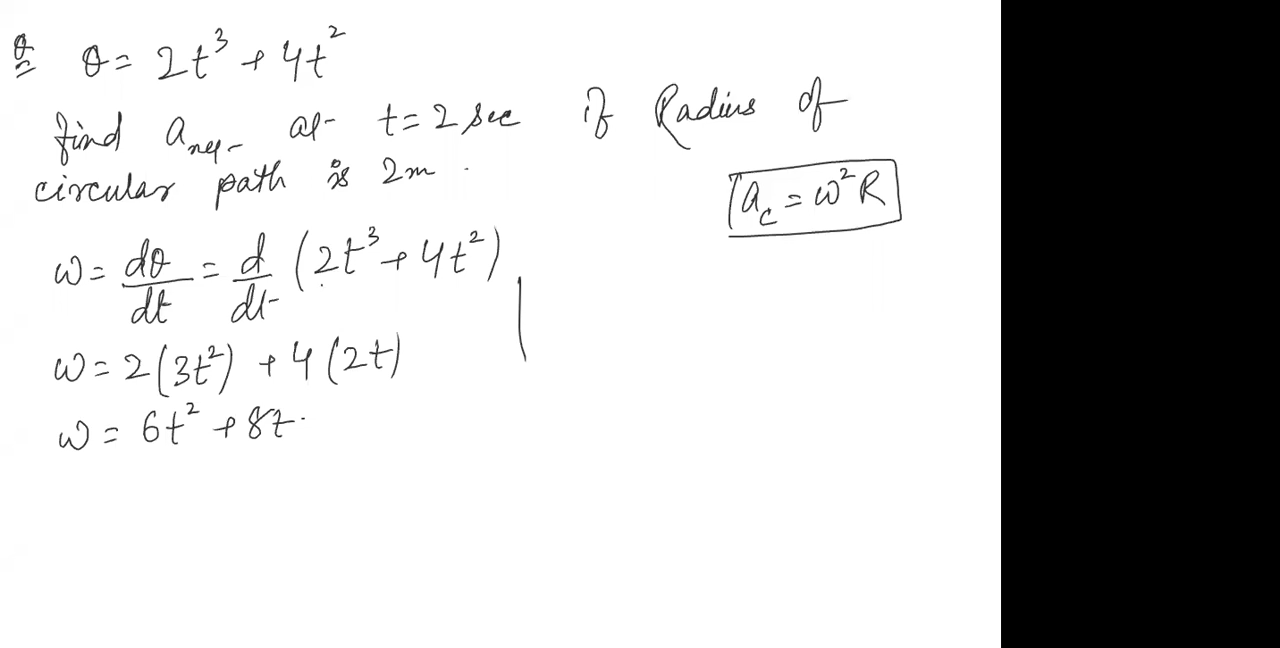 Q θ = 2t³ + 4t²
find a_net at t = 2 sec if Radius of
circular path is 2m.
a_c = ω²R
ω = dθ/dt = d/dt (2t³ + 4t²)
ω = 2(3t²) + 4(2t)
ω = 6t² + 8t.